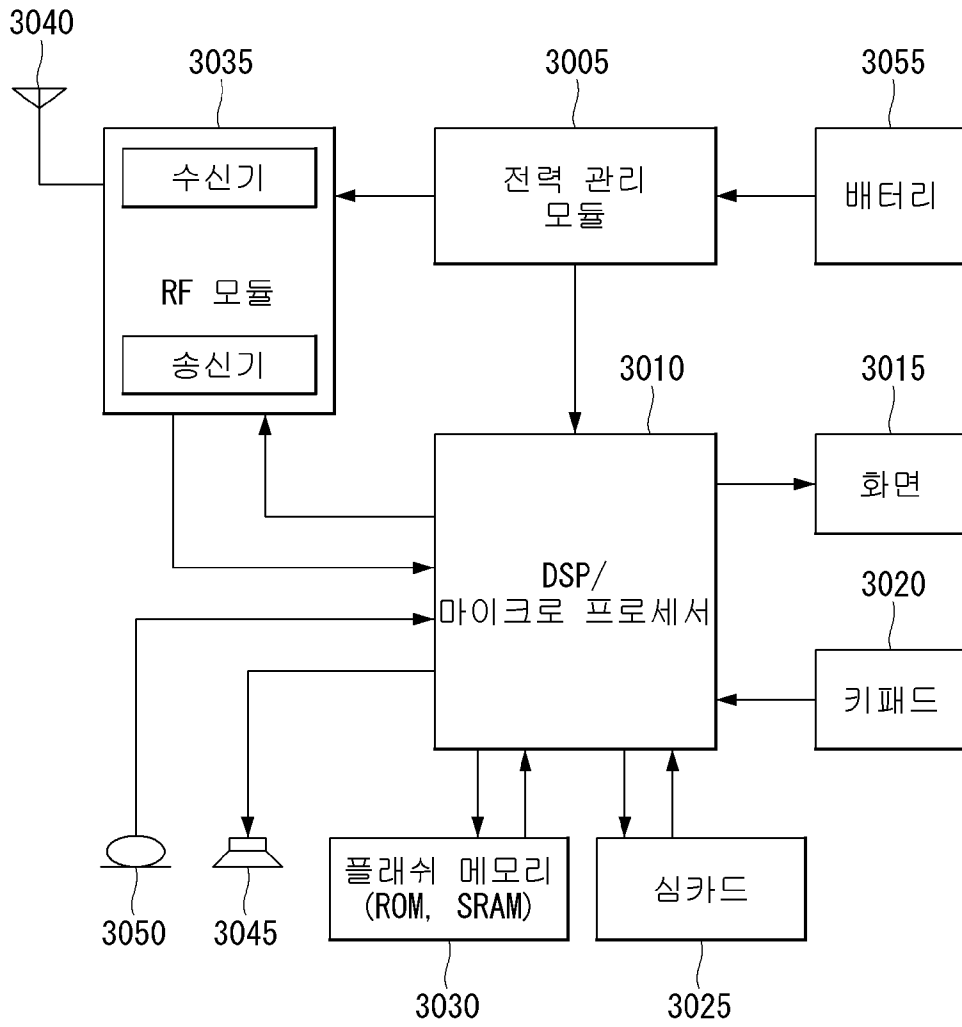 3040
3035
3005
3055
수신기
전력 관리
모듈
배터리
RF 모듈
송신기
3010
3015
화면
DSP/
마이크로 프로세서
3020
키패드
플래쉬 메모리
(ROM, SRAM)
심카드
3050
3045
3030
3025